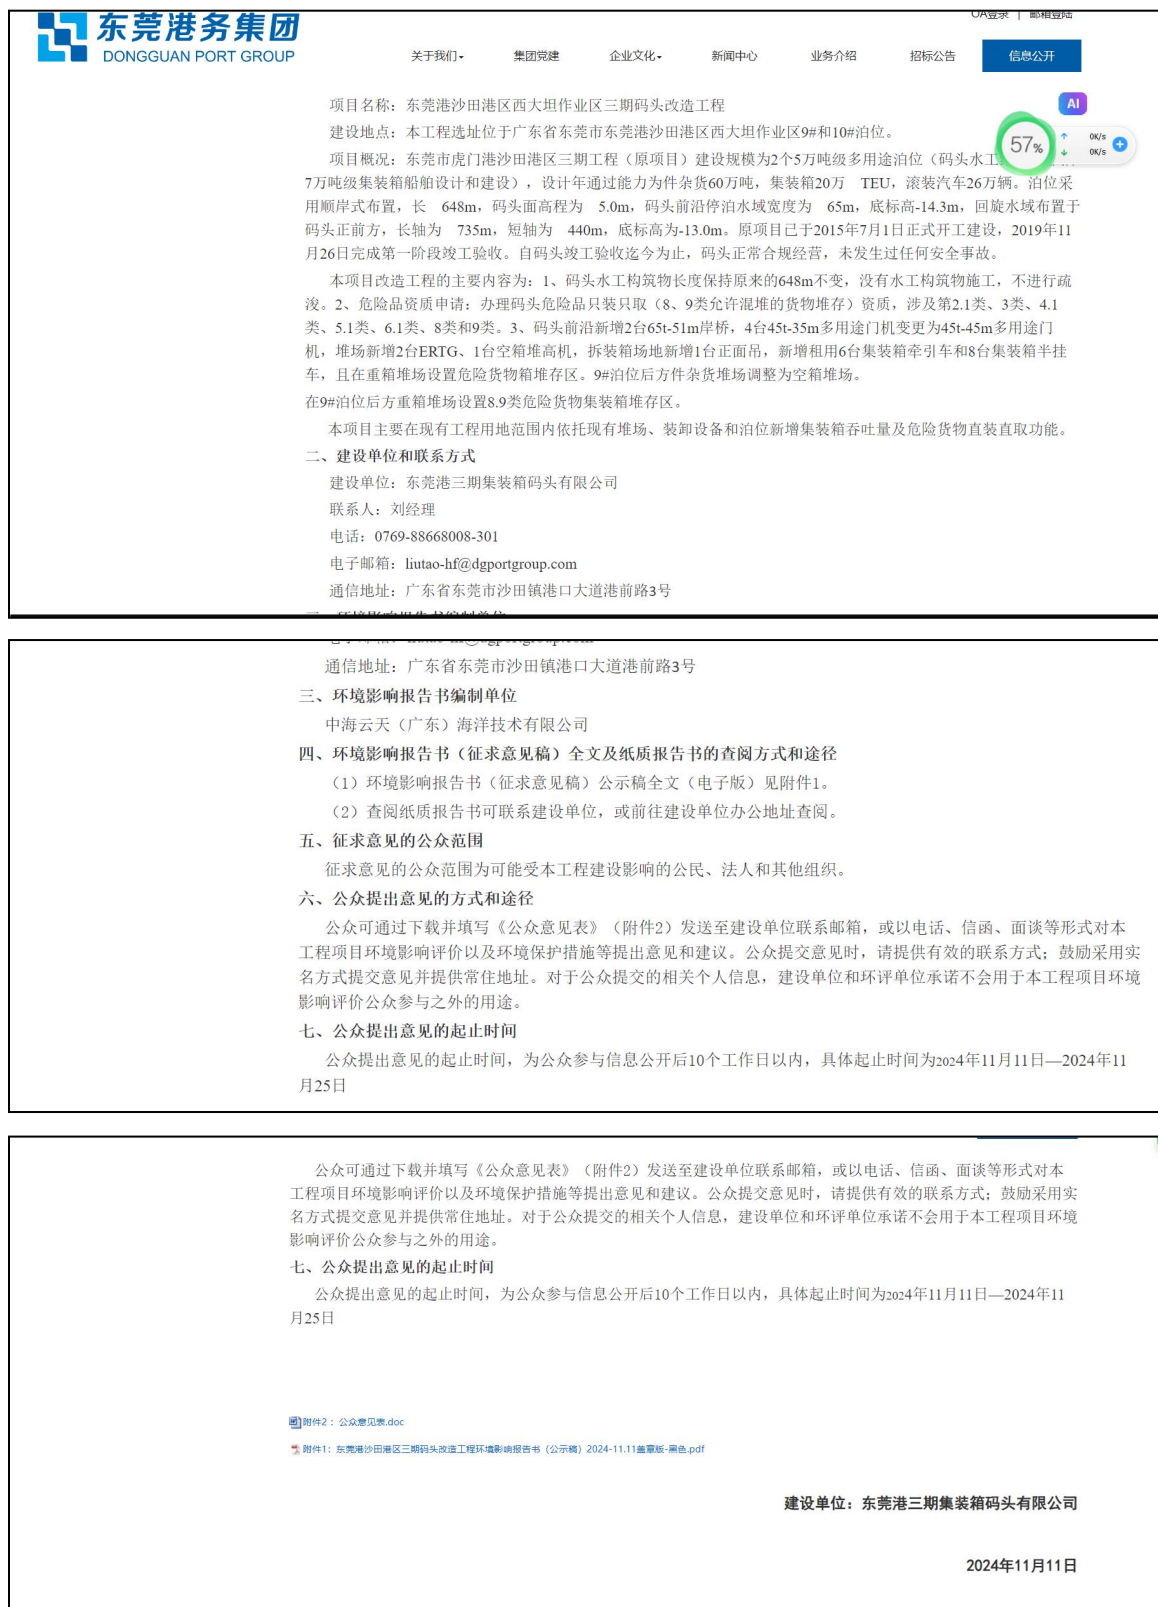 东莞港务集团
DONGGUAN PORT GROUP
OA登录 | 邮箱登陆
关于我们 集团党建 企业文化 新闻中心 业务介绍 招标公告 信息公开
AI
57%
0K/s
0K/s
项目名称：东莞港沙田港区西大坦作业区三期码头改造工程
建设地点：本工程选址位于广东省东莞市东莞港沙田港区西大坦作业区9#和10#泊位。
项目概况：东莞市虎门港沙田港区三期工程（原项目）建设规模为2个5万吨级多用途泊位（码头水工
7万吨级集装箱船舶设计和建设），设计年通过能力为件杂货60万吨，集装箱20万 TEU，滚装汽车26万辆。泊位采
用顺岸式布置，长 648m，码头面高程为 5.0m，码头前沿停泊水域宽度为 65m，底标高-14.3m，回旋水域布置于
码头正前方，长轴为 735m，短轴为 440m，底标高为-13.0m。原项目已于2015年7月1日正式开工建设，2019年11
月26日完成第一阶段竣工验收。自码头竣工验收迄今为止，码头正常合规经营，未发生过任何安全事故。
本项目改造工程的主要内容为：1、码头水工构筑物长度保持原来的648m不变，没有水工构筑物施工，不进行疏
浚。2、危险品资质申请：办理码头危险品只装只取（8、9类允许混堆的货物堆存）资质，涉及第2.1类、3类、4.1
类、5.1类、6.1类、8类和9类。3、码头前沿新增2台65t-51m岸桥，4台45t-35m多用途门机变更为45t-45m多用途门
机，堆场新增2台ERTG、1台空箱堆高机，拆装箱场地新增1台正面吊，新增租用6台集装箱牵引车和8台集装箱半挂
车，且在重箱堆场设置危险货物箱堆存区。9#泊位后方件杂货堆场调整为空箱堆场。
在9#泊位后方重箱堆场设置8.9类危险货物集装箱堆存区。
本项目主要在现有工程用地范围内依托现有堆场、装卸设备和泊位新增集装箱吞吐量及危险货物直装直取功能。
二、建设单位和联系方式
建设单位：东莞港三期集装箱码头有限公司
联系人：刘经理
电话：0769-88668008-301
电子邮箱：liutao-hf@dgportgroup.com
通信地址：广东省东莞市沙田镇港口大道港前路3号
三、环境影响报告书编制单位
电子邮箱：liutao-hf@dgportgroup.com
通信地址：广东省东莞市沙田镇港口大道港前路3号
三、环境影响报告书编制单位
中海云天（广东）海洋技术有限公司
四、环境影响报告书（征求意见稿）全文及纸质报告书的查阅方式和途径
（1）环境影响报告书（征求意见稿）公示稿全文（电子版）见附件1。
（2）查阅纸质报告书可联系建设单位，或前往建设单位办公地址查阅。
五、征求意见的公众范围
征求意见的公众范围为可能受本工程建设影响的公民、法人和其他组织。
六、公众提出意见的方式和途径
公众可通过下载并填写《公众意见表》（附件2）发送至建设单位联系邮箱，或以电话、信函、面谈等形式对本
工程项目环境影响评价以及环境保护措施等提出意见和建议。公众提交意见时，请提供有效的联系方式；鼓励采用实
名方式提交意见并提供常住地址。对于公众提交的相关个人信息，建设单位和环评单位承诺不会用于本工程项目环境
影响评价公众参与之外的用途。
七、公众提出意见的起止时间
公众提出意见的起止时间，为公众参与信息公开后10个工作日以内，具体起止时间为2024年11月11日—2024年11
月25日
公众可通过下载并填写《公众意见表》（附件2）发送至建设单位联系邮箱，或以电话、信函、面谈等形式对本
工程项目环境影响评价以及环境保护措施等提出意见和建议。公众提交意见时，请提供有效的联系方式；鼓励采用实
名方式提交意见并提供常住地址。对于公众提交的相关个人信息，建设单位和环评单位承诺不会用于本工程项目环境
影响评价公众参与之外的用途。
七、公众提出意见的起止时间
公众提出意见的起止时间，为公众参与信息公开后10个工作日以内，具体起止时间为2024年11月11日—2024年11
月25日
附件2：公众意见表.doc
附件1：东莞港沙田港区三期码头改造工程环境影响报告书（公示稿）2024-11.11盖章版-黑色.pdf
建设单位：东莞港三期集装箱码头有限公司
2024年11月11日